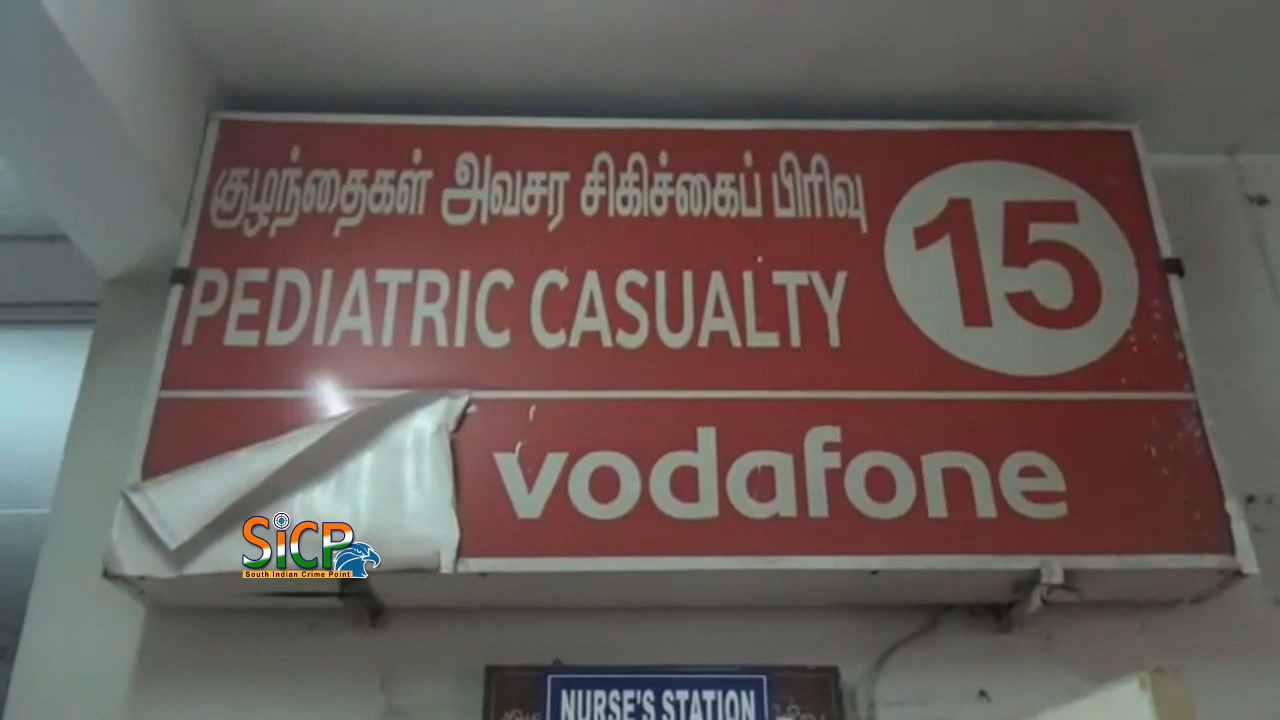 குழந்தைகள் அவசர சிகிச்கைப் பிரிவு
PEDIATRIC CASUALTY
15
vodafone
SiCP
South Indian Crime Point
NURSE'S STATION